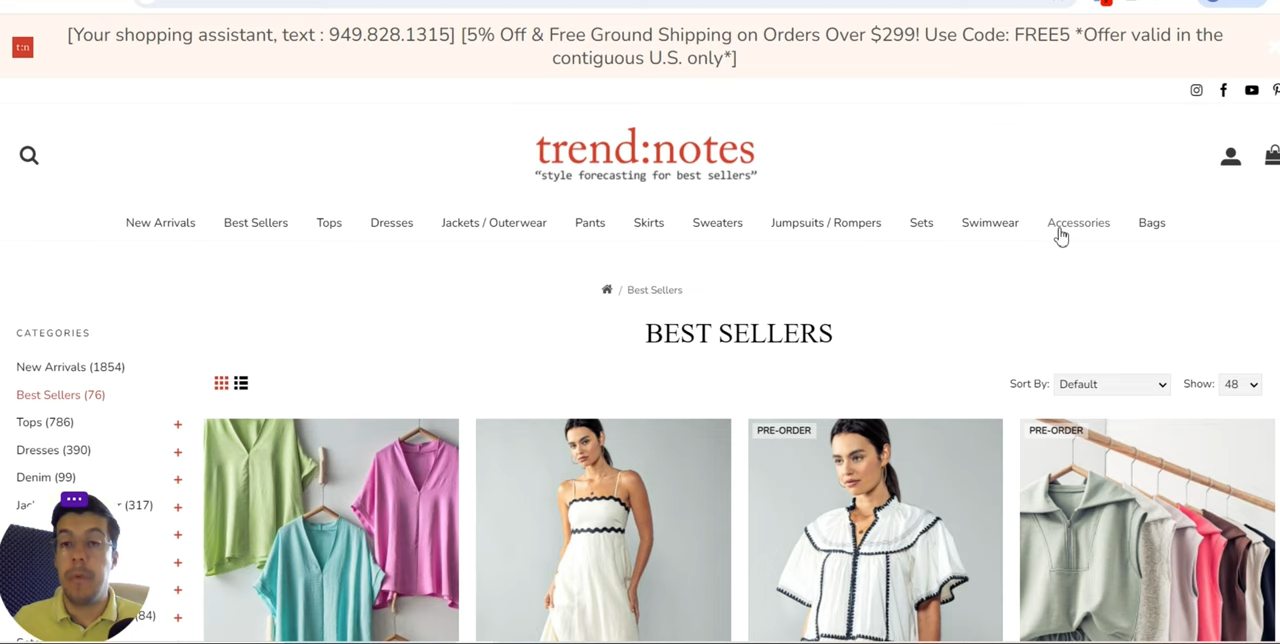 t:n
[Your shopping assistant, text : 949.828.1315] [5% Off & Free Ground Shipping on Orders Over $299! Use Code: FREE5 *Offer valid in the
contiguous U.S. only*]
trend:notes
"style forecasting for best sellers"
New Arrivals Best Sellers Tops Dresses Jackets / Outerwear Pants Skirts Sweaters Jumpsuits / Rompers Sets Swimwear Accessories Bags
/ Best Sellers
CATEGORIES
BEST SELLERS
New Arrivals (1854)
Sort By: Default Show: 48
Best Sellers (76)
Tops (786)
PRE-ORDER PRE-ORDER
Dresses (390)
Denim (99)
(317)
(84)